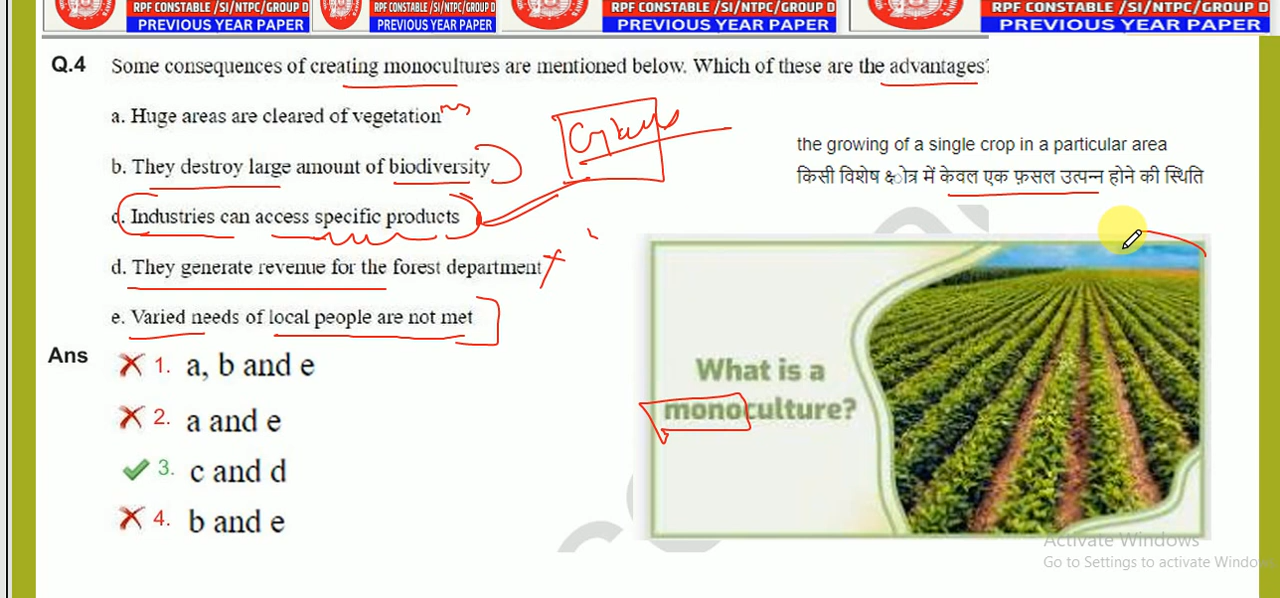 RPF CONSTABLE /SI/NTPC/GROUP D RPF CONSTABLE /SI/NTPC/GROUP D RPF CONSTABLE /SI/NTPC/GROUP D RPF CONSTABLE /SI/NTPC/GROUP D
PREVIOUS YEAR PAPER PREVIOUS YEAR PAPER PREVIOUS YEAR PAPER PREVIOUS YEAR PAPER
Q.4 Some consequences of creating monocultures are mentioned below. Which of these are the advantages?
a. Huge areas are cleared of vegetation
b. They destroy large amount of biodiversity
c. Industries can access specific products
d. They generate revenue for the forest department
e. Varied needs of local people are not met
Ans
1. a, b and e
2. a and e
3. c and d
4. b and e
the growing of a single crop in a particular area
किसी विशेष क्षोत्र में केवल एक फ़सल उत्पन्न होने की स्थिति
What is a
monoculture?
Activate Windows
Go to Settings to activate Windo